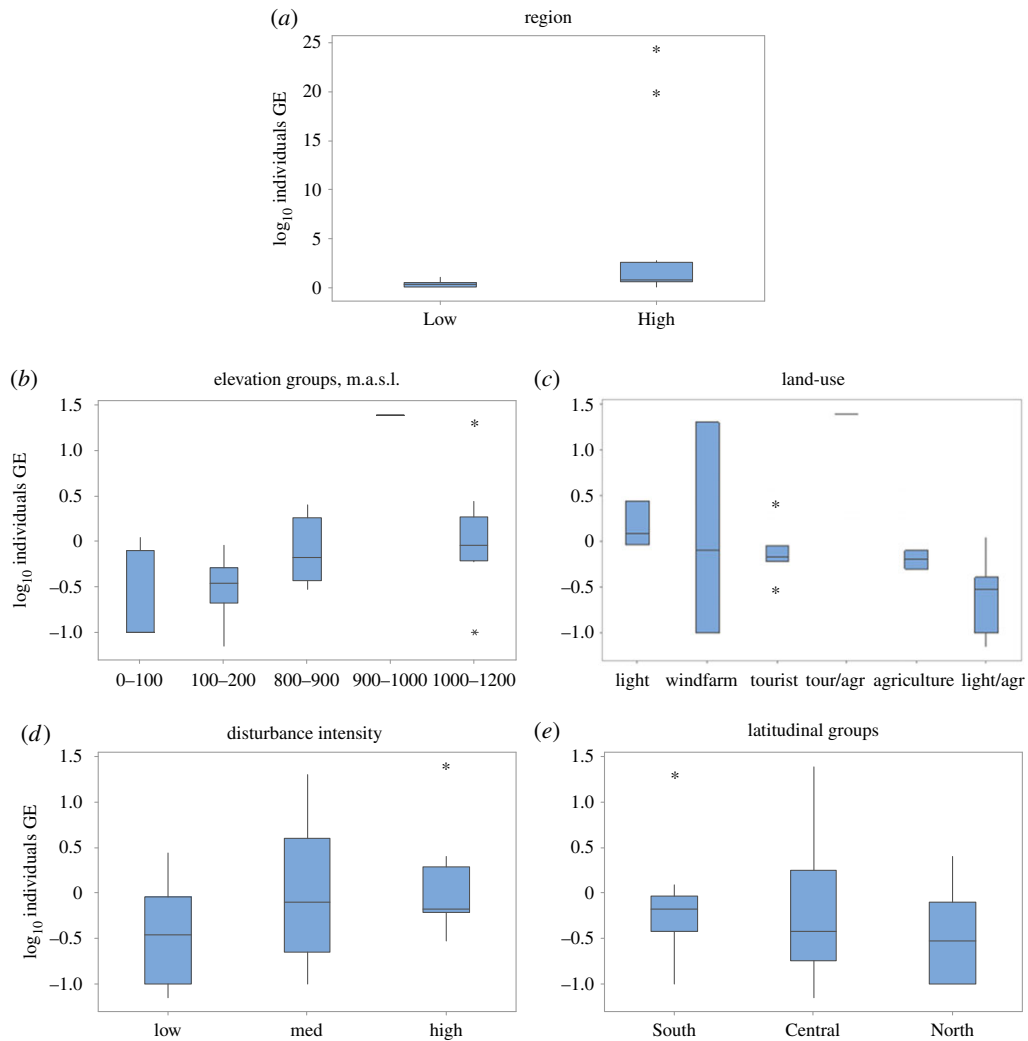 (a) region
log10 individuals GE
25
20
15
10
5
0
Low High
(b) elevation groups, m.a.s.l.
log10 individuals GE
1.5
1.0
0.5
0
–0.5
–1.0
0–100 100–200 800–900 900–1000 1000–1200
(c) land-use
1.5
1.0
0.5
0
–0.5
–1.0
light windfarm tourist tour/agr agriculture light/agr
(d) disturbance intensity
log10 individuals GE
1.5
1.0
0.5
0
–0.5
–1.0
low med high
(e) latitudinal groups
1.5
1.0
0.5
0
–0.5
–1.0
South Central North